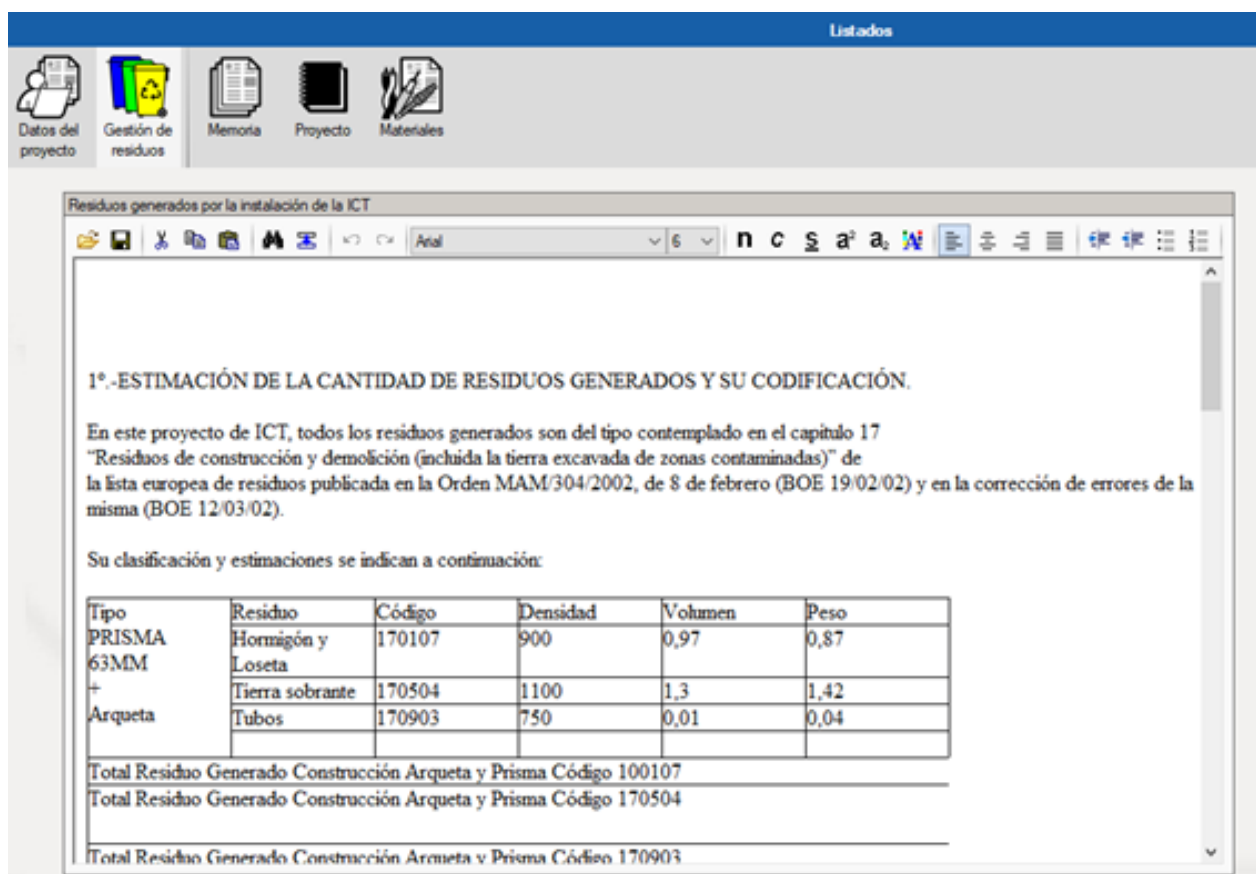 Listados
Datos del proyecto
Gestión de residuos
Memoria
Proyecto
Materiales
Residuos generados por la instalación de la ICT
Arial
6
n c s a² a₂
1º.-ESTIMACIÓN DE LA CANTIDAD DE RESIDUOS GENERADOS Y SU CODIFICACIÓN.
En este proyecto de ICT, todos los residuos generados son del tipo contemplado en el capitulo 17
“Residuos de construcción y demolición (incluida la tierra excavada de zonas contaminadas)” de
la lista europea de residuos publicada en la Orden MAM/304/2002, de 8 de febrero (BOE 19/02/02) y en la corrección de errores de la
misma (BOE 12/03/02).
Su clasificación y estimaciones se indican a continuación:
Tipo Residuo Código Densidad Volumen Peso
PRISMA 63MM + Arqueta
Hormigón y Loseta 170107 900 0,97 0,87
Tierra sobrante 170504 1100 1,3 1,42
Tubos 170903 750 0,01 0,04
Total Residuo Generado Construcción Arqueta y Prisma Código 100107
Total Residuo Generado Construcción Arqueta y Prisma Código 170504
Total Residuo Generado Construcción Arqueta y Prisma Código 170903